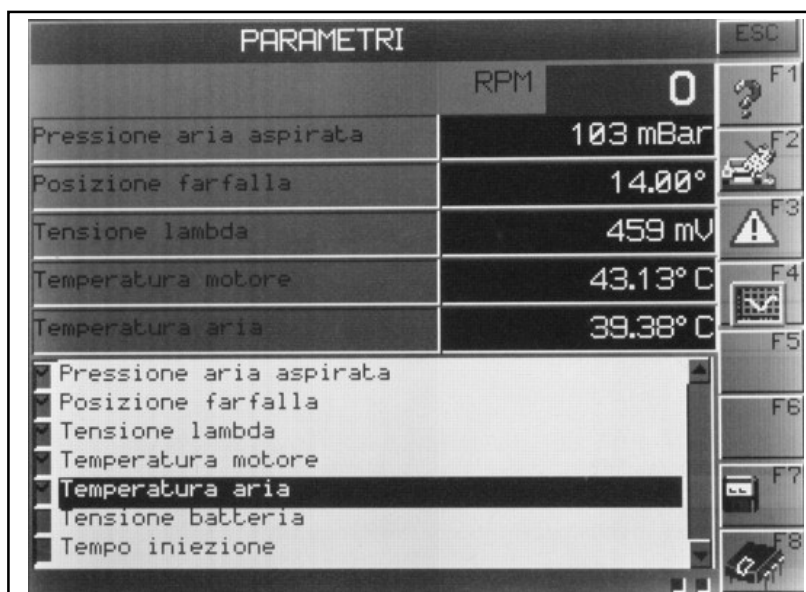 PARAMETRI
ESC
RPM 0
F1
Pressione aria aspirata 103 mBar
F2
Posizione farfalla 14.00°
Tensione lambda 459 mV
F3
Temperatura motore 43.13°C
F4
Temperatura aria 39.38°C
F5
Pressione aria aspirata
Posizione farfalla
F6
Tensione lambda
Temperatura motore
Temperatura aria
F7
Tensione batteria
Tempo iniezione
F8